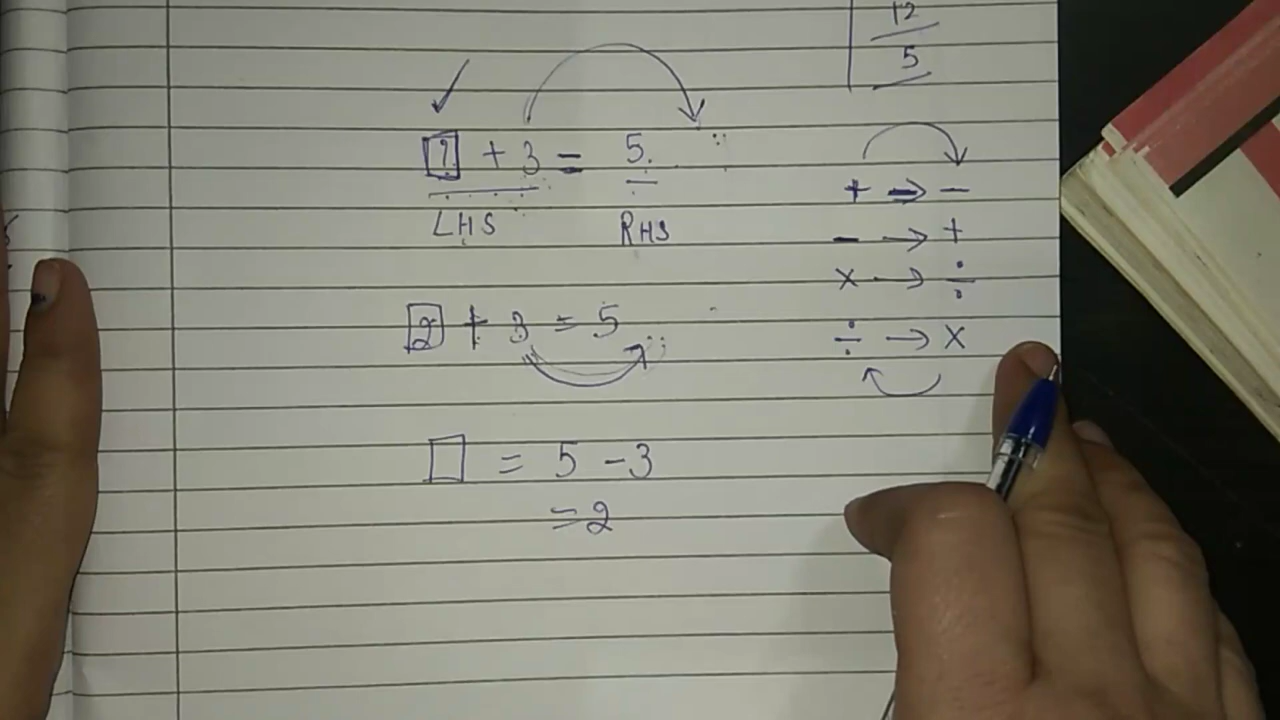 12
5
? + 3 = 5.
LHS RHS
+ → −
− → +
× → ÷
÷ → ×
2 + 3 = 5
□ = 5 - 3
= 2